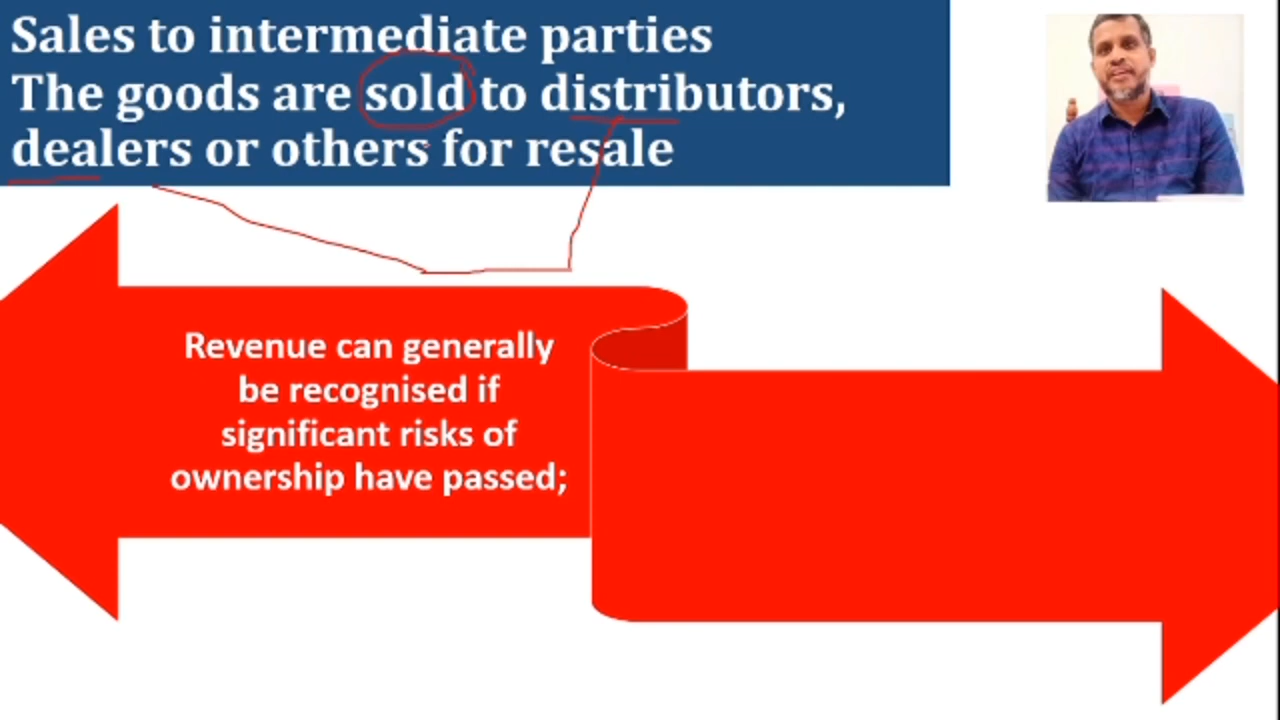 Sales to intermediate parties
The goods are sold to distributors,
dealers or others for resale
Revenue can generally
be recognised if
significant risks of
ownership have passed;